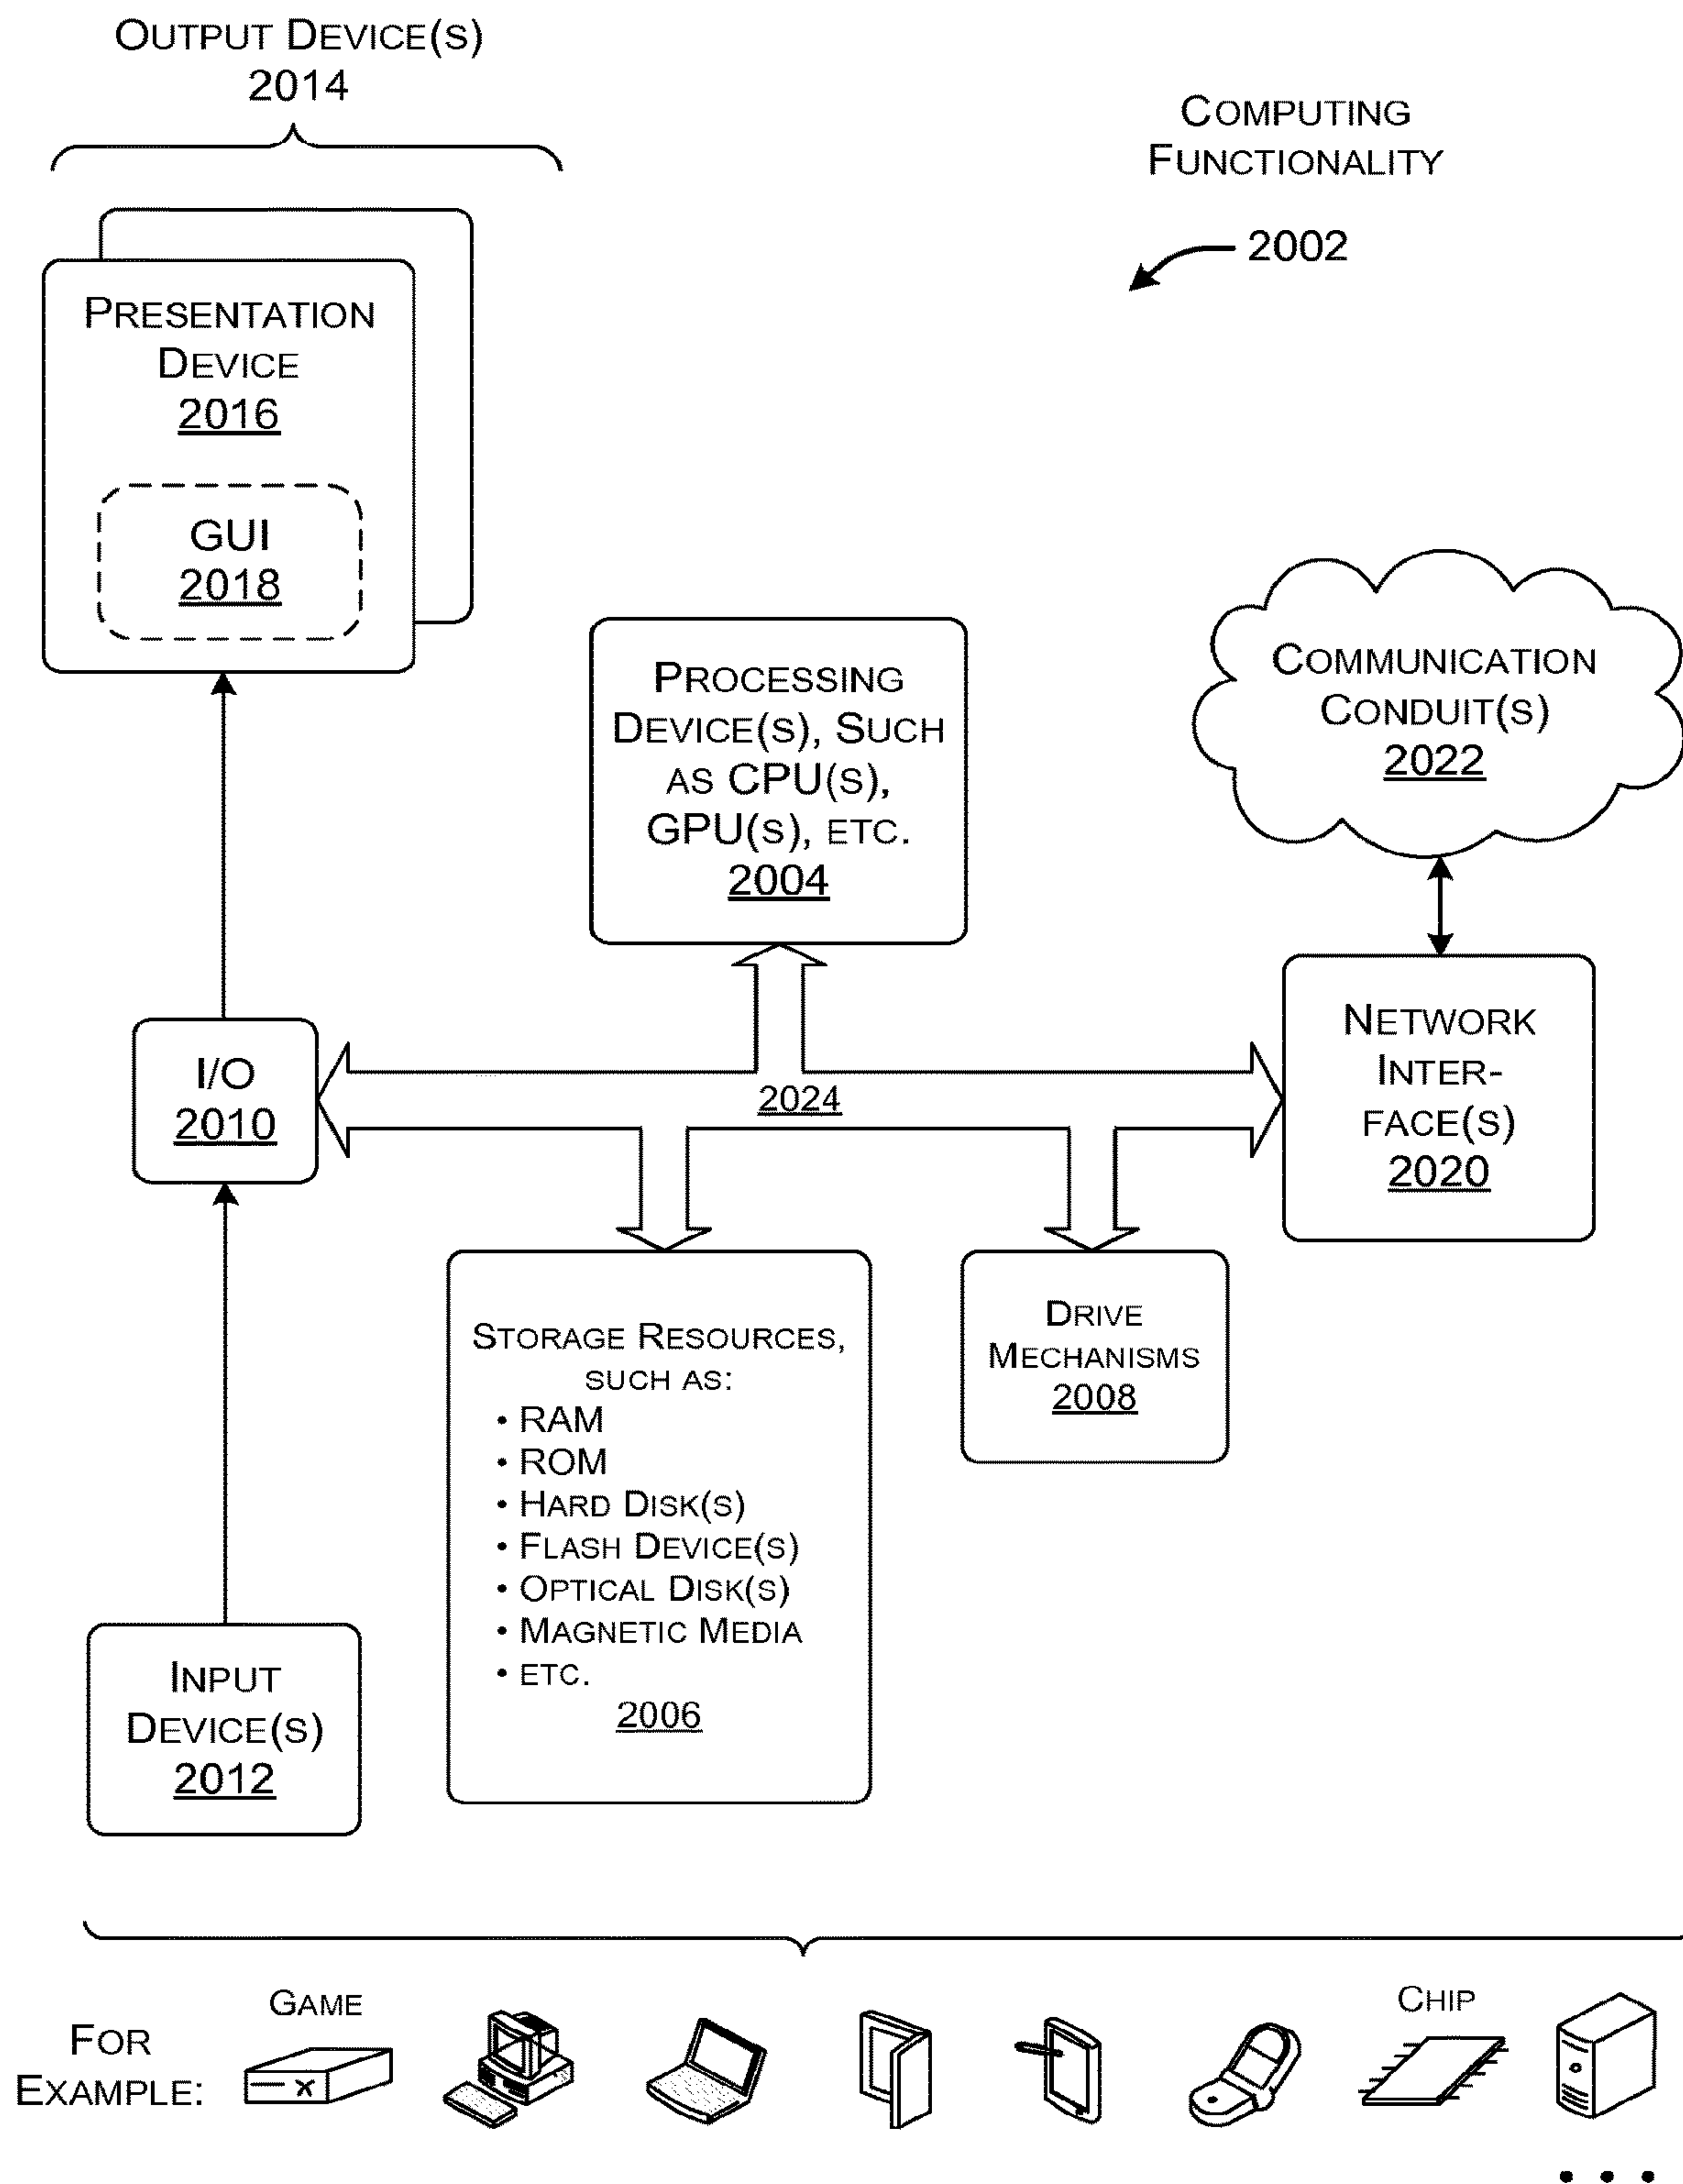 OUTPUT DEVICE(S)
2014
COMPUTING
FUNCTIONALITY
2002
PRESENTATION
DEVICE
2016
GUI
2018
PROCESSING
DEVICE(S), SUCH
AS CPU(S),
GPU(S), ETC.
2004
COMMUNICATION
CONDUIT(S)
2022
I/O
2010
2024
NETWORK
INTER-
FACE(S)
2020
STORAGE RESOURCES,
SUCH AS:
• RAM
• ROM
• HARD DISK(S)
• FLASH DEVICE(S)
• OPTICAL DISK(S)
• MAGNETIC MEDIA
• ETC.
2006
DRIVE
MECHANISMS
2008
INPUT
DEVICE(S)
2012
FOR
EXAMPLE:
GAME
CHIP
. . .